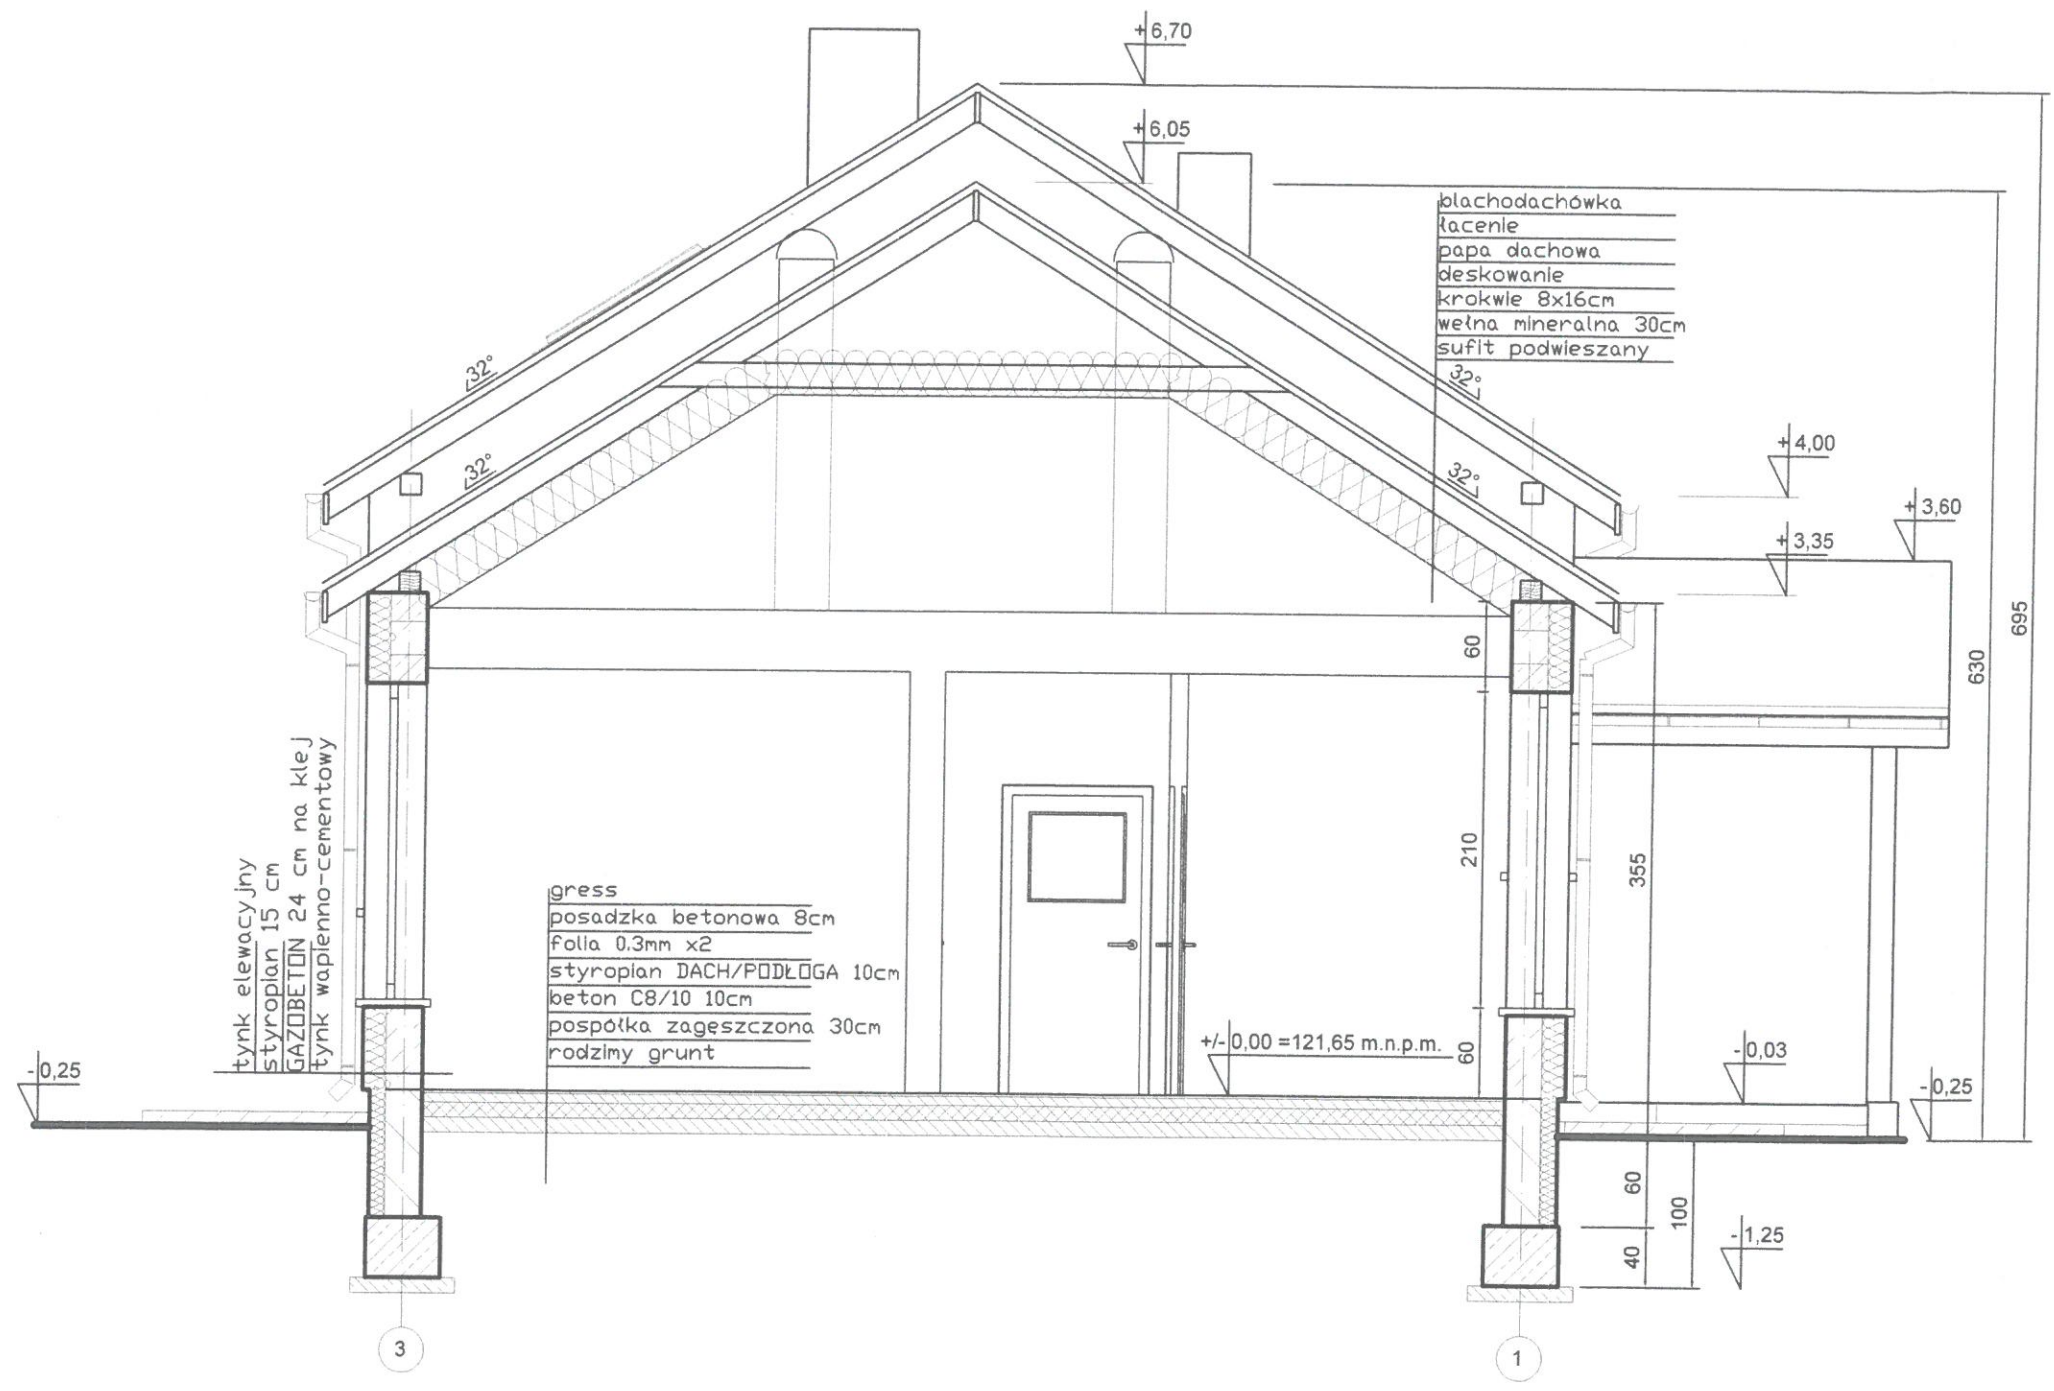 +6,70
+6,05
blachodachówka
łacenie
papa dachowa
deskowanie
krokwie 8x16cm
wełna mineralna 30cm
sufit podwieszany
32°
32°
32°
32°
+4,00
+3,60
+3,35
60
210
60
355
630
695
tynk elewacyjny
styropian 15 cm
GAZOBETON 24 cm na klej
tynk wapienno-cementowy
gress
posadzka betonowa 8cm
folia 0.3mm x2
styropian DACH/PODŁOGA 10cm
beton C8/10 10cm
pospółka zagęszczona 30cm
rodzimy grunt
+/- 0,00 =121,65 m.n.p.m.
-0,25
-0,03
-0,25
60
40
100
-1,25
3
1